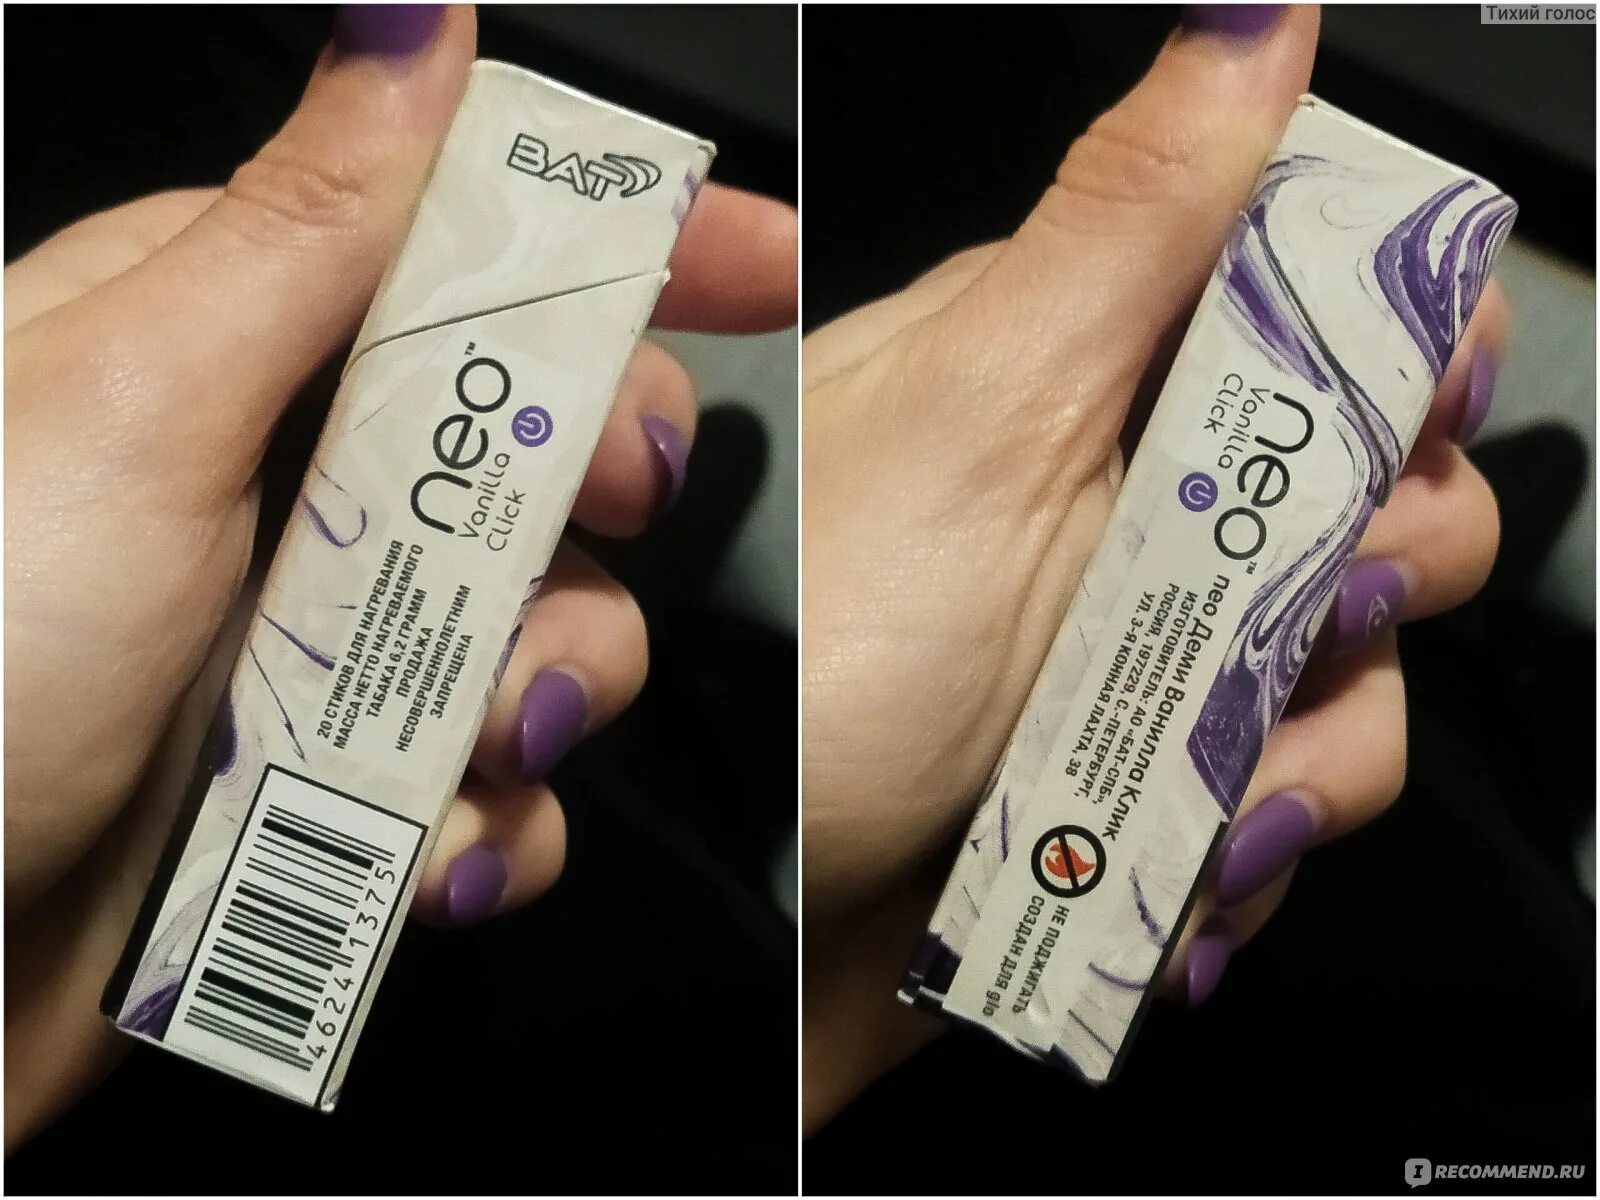 BAT
neo™
Vanilla
CLick
20 СТИКОВ ДЛЯ НАГРЕВАНИЯ
МАССА НЕТТО НАГРЕВАЕМОГО
ТАБАКА 6,2 ГРАММ
ПРОДАЖА
НЕСОВЕРШЕННОЛЕТНИМ
ЗАПРЕЩЕНА
46241375
Тихий голос
neo™
Vanilla
CLick
neo Деми Ванилла Клик
ИЗГОТОВИТЕЛЬ: АО «БАТ-СПБ»,
РОССИЯ, 197229, С.-ПЕТЕРБУРГ,
УЛ. 3-Я КОННАЯ ЛАХТА, 38
НЕ ПОДЖИГАТЬ
СОЗДАН ДЛЯ glo
IRECOMMEND.RU